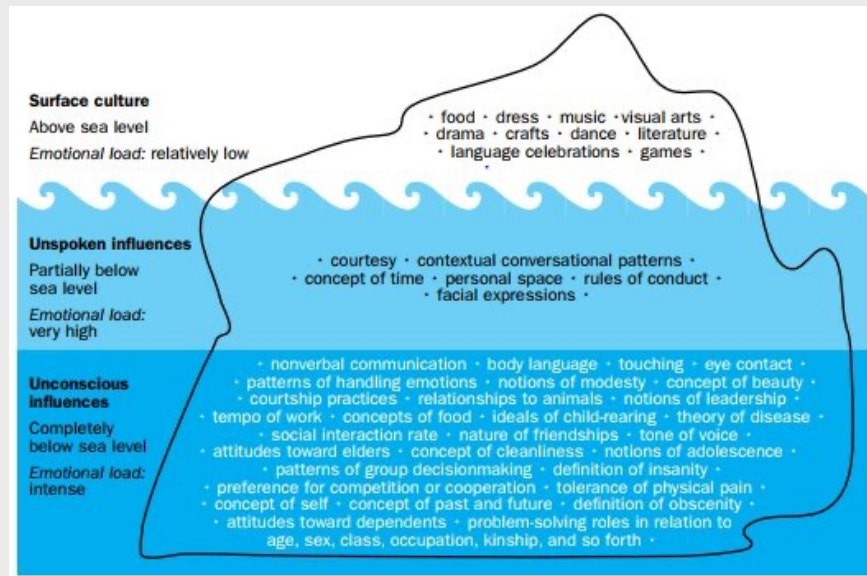 Surface culture
Above sea level
Emotional load: relatively low
· food · dress · music ·visual arts ·
· drama · crafts · dance · literature ·
· language celebrations · games ·
·
Unspoken influences
Partially below
sea level
Emotional load:
very high
· courtesy · contextual conversational patterns ·
· concept of time · personal space · rules of conduct ·
· facial expressions ·
Unconscious
influences
Completely
below sea level
Emotional load:
intense
· nonverbal communication · body language · touching · eye contact ·
· patterns of handling emotions · notions of modesty · concept of beauty ·
· courtship practices · relationships to animals · notions of leadership ·
· tempo of work · concepts of food · ideals of child-rearing · theory of disease ·
· social interaction rate · nature of friendships · tone of voice ·
· attitudes toward elders · concept of cleanliness · notions of adolescence ·
· patterns of group decisionmaking · definition of insanity ·
· preference for competition or cooperation · tolerance of physical pain ·
· concept of self · concept of past and future · definition of obscenity ·
· attitudes toward dependents · problem-solving roles in relation to
age, sex, class, occupation, kinship, and so forth ·